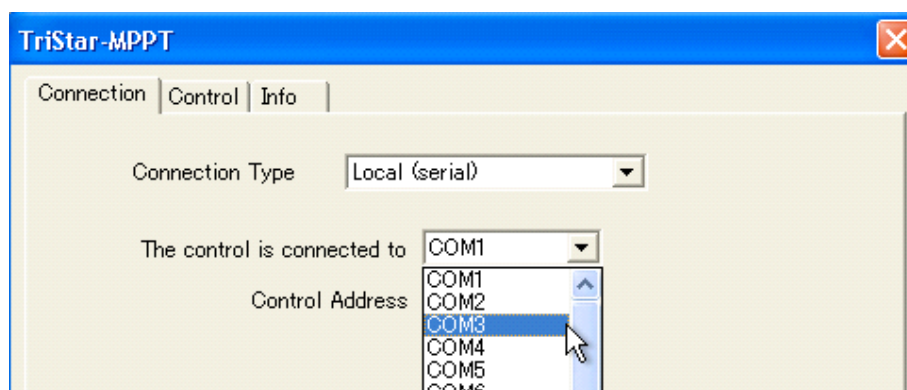 TriStar-MPPT
Connection Control Info
Connection Type Local (serial)
The control is connected to COM1
COM1
Control Address COM2
COM3
COM4
COM5
COM6